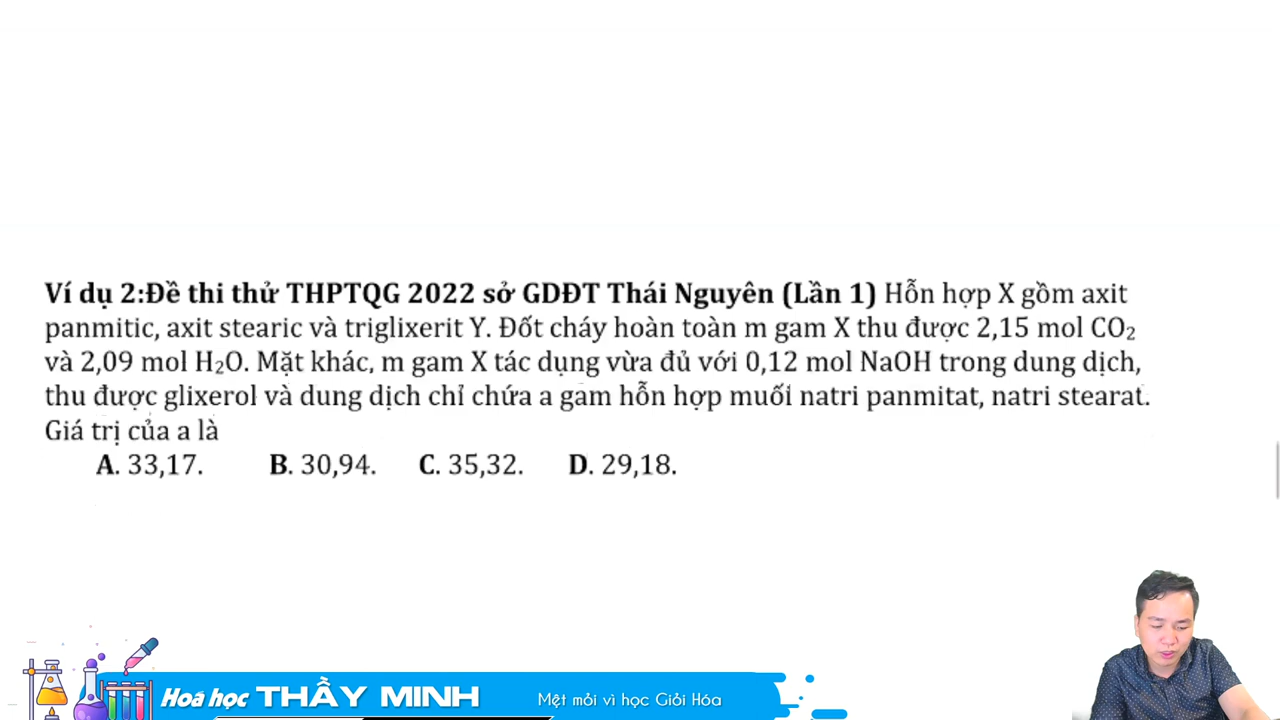 Ví dụ 2:Đề thi thử THPTQG 2022 sở GDĐT Thái Nguyên (Lần 1) Hỗn hợp X gồm axit
panmitic, axit stearic và triglixerit Y. Đốt cháy hoàn toàn m gam X thu được 2,15 mol CO₂
và 2,09 mol H₂O. Mặt khác, m gam X tác dụng vừa đủ với 0,12 mol NaOH trong dung dịch,
thu được glixerol và dung dịch chỉ chứa a gam hỗn hợp muối natri panmitat, natri stearat.
Giá trị của a là
A. 33,17. B. 30,94. C. 35,32. D. 29,18.
Hoá học THẦY MINH Mệt mỏi vì học Giỏi Hóa